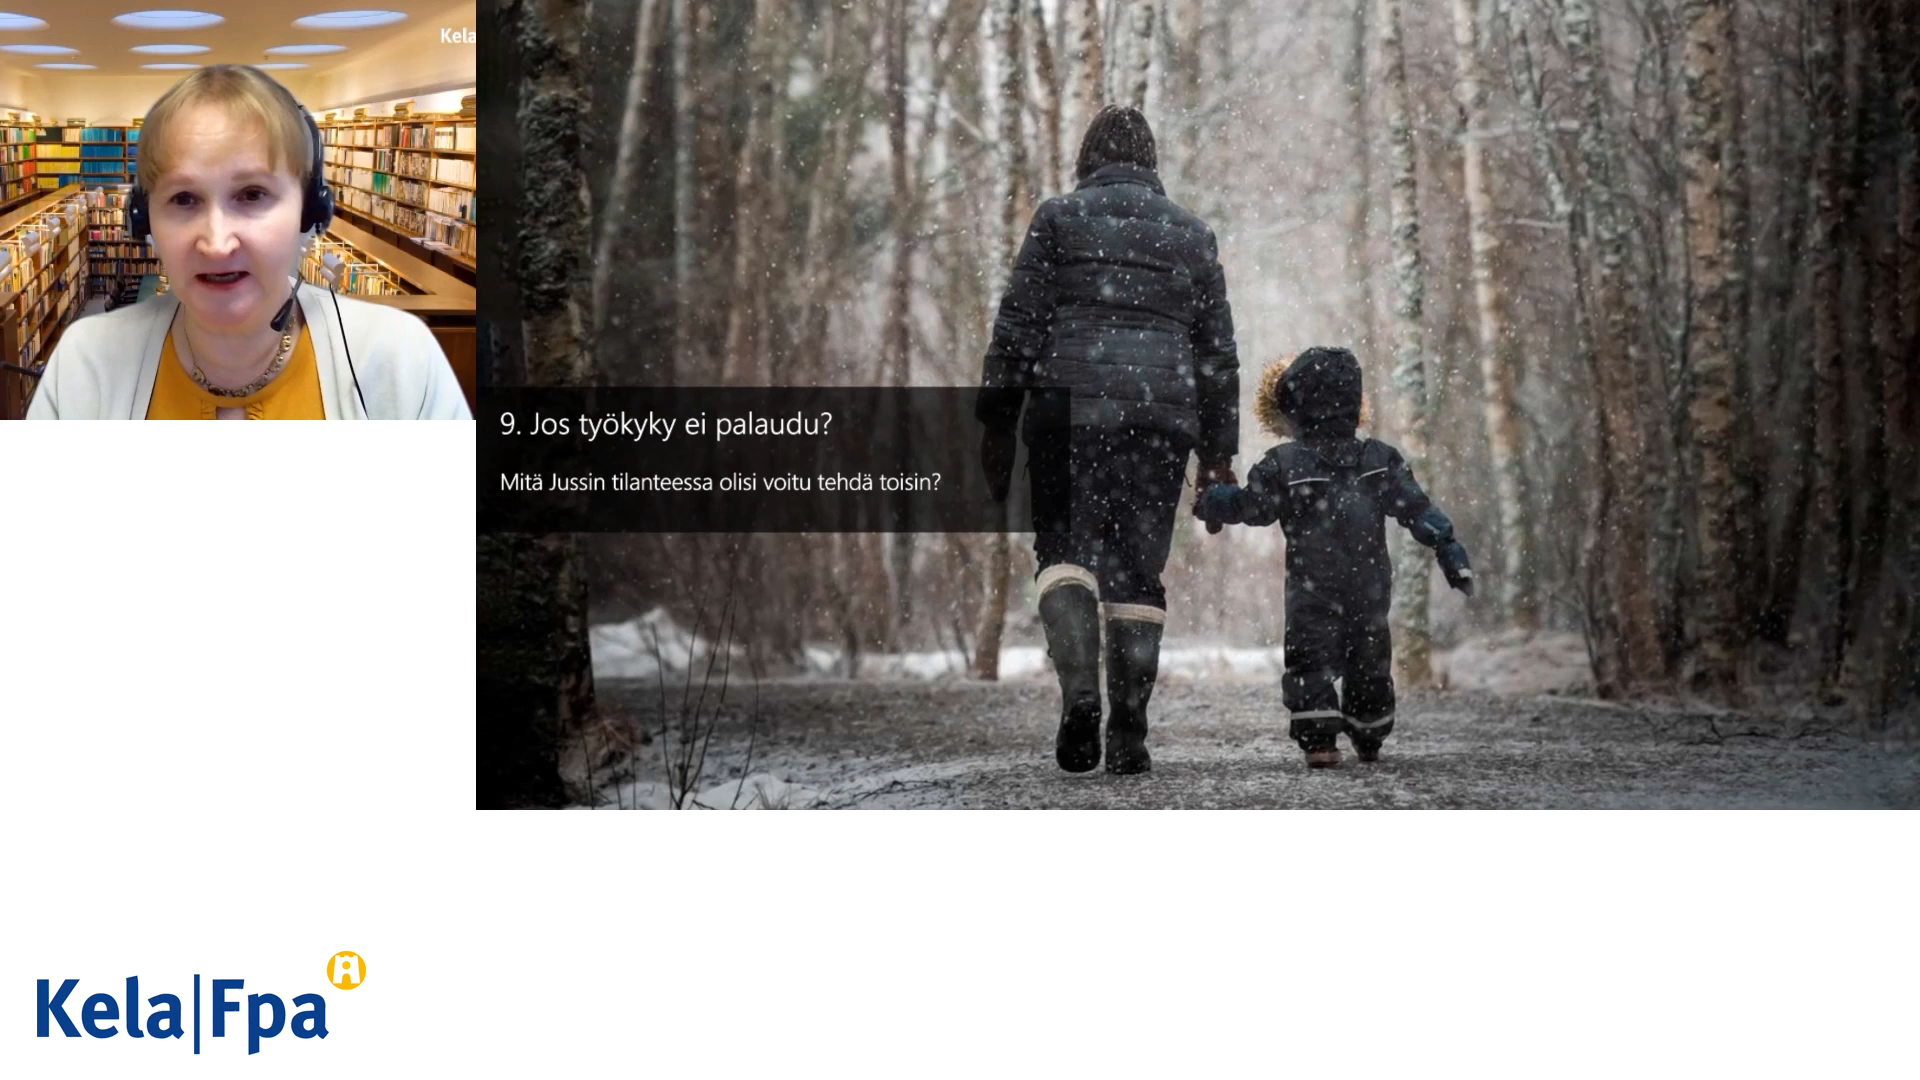 Kela
9. Jos työkyky ei palaudu?
Mitä Jussin tilanteessa olisi voitu tehdä toisin?
Kela|Fpa